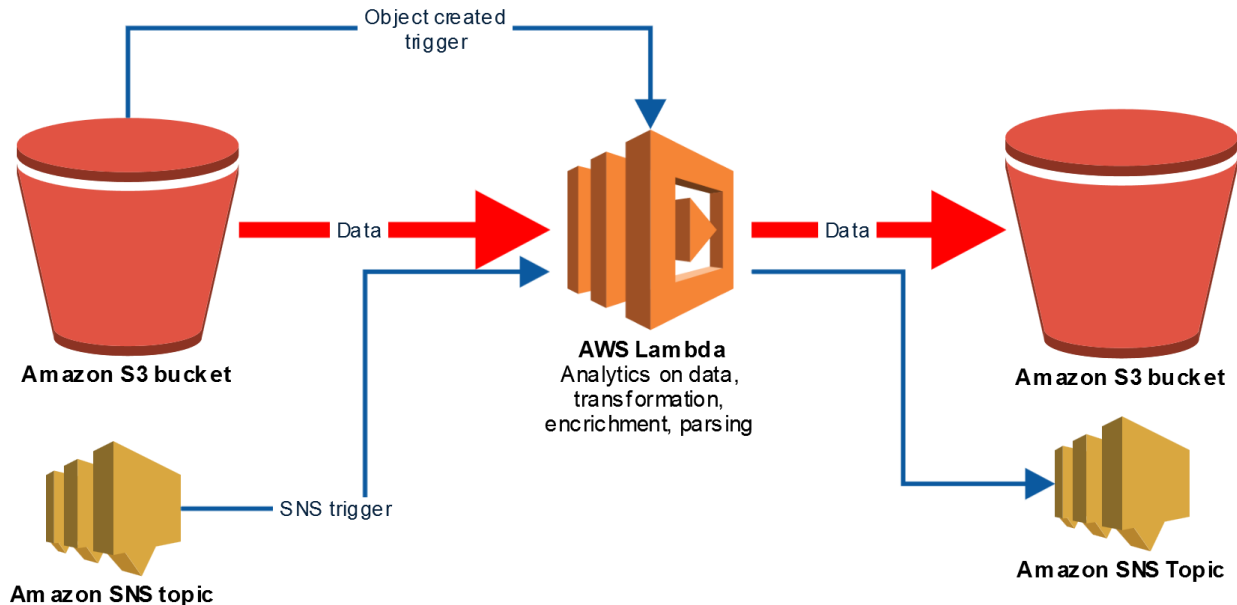 Object created
trigger
Data
Data
AWS Lambda
Analytics on data,
transformation,
encrichment, parsing
Amazon S3 bucket
Amazon S3 bucket
SNS trigger
Amazon SNS topic
Amazon SNS Topic